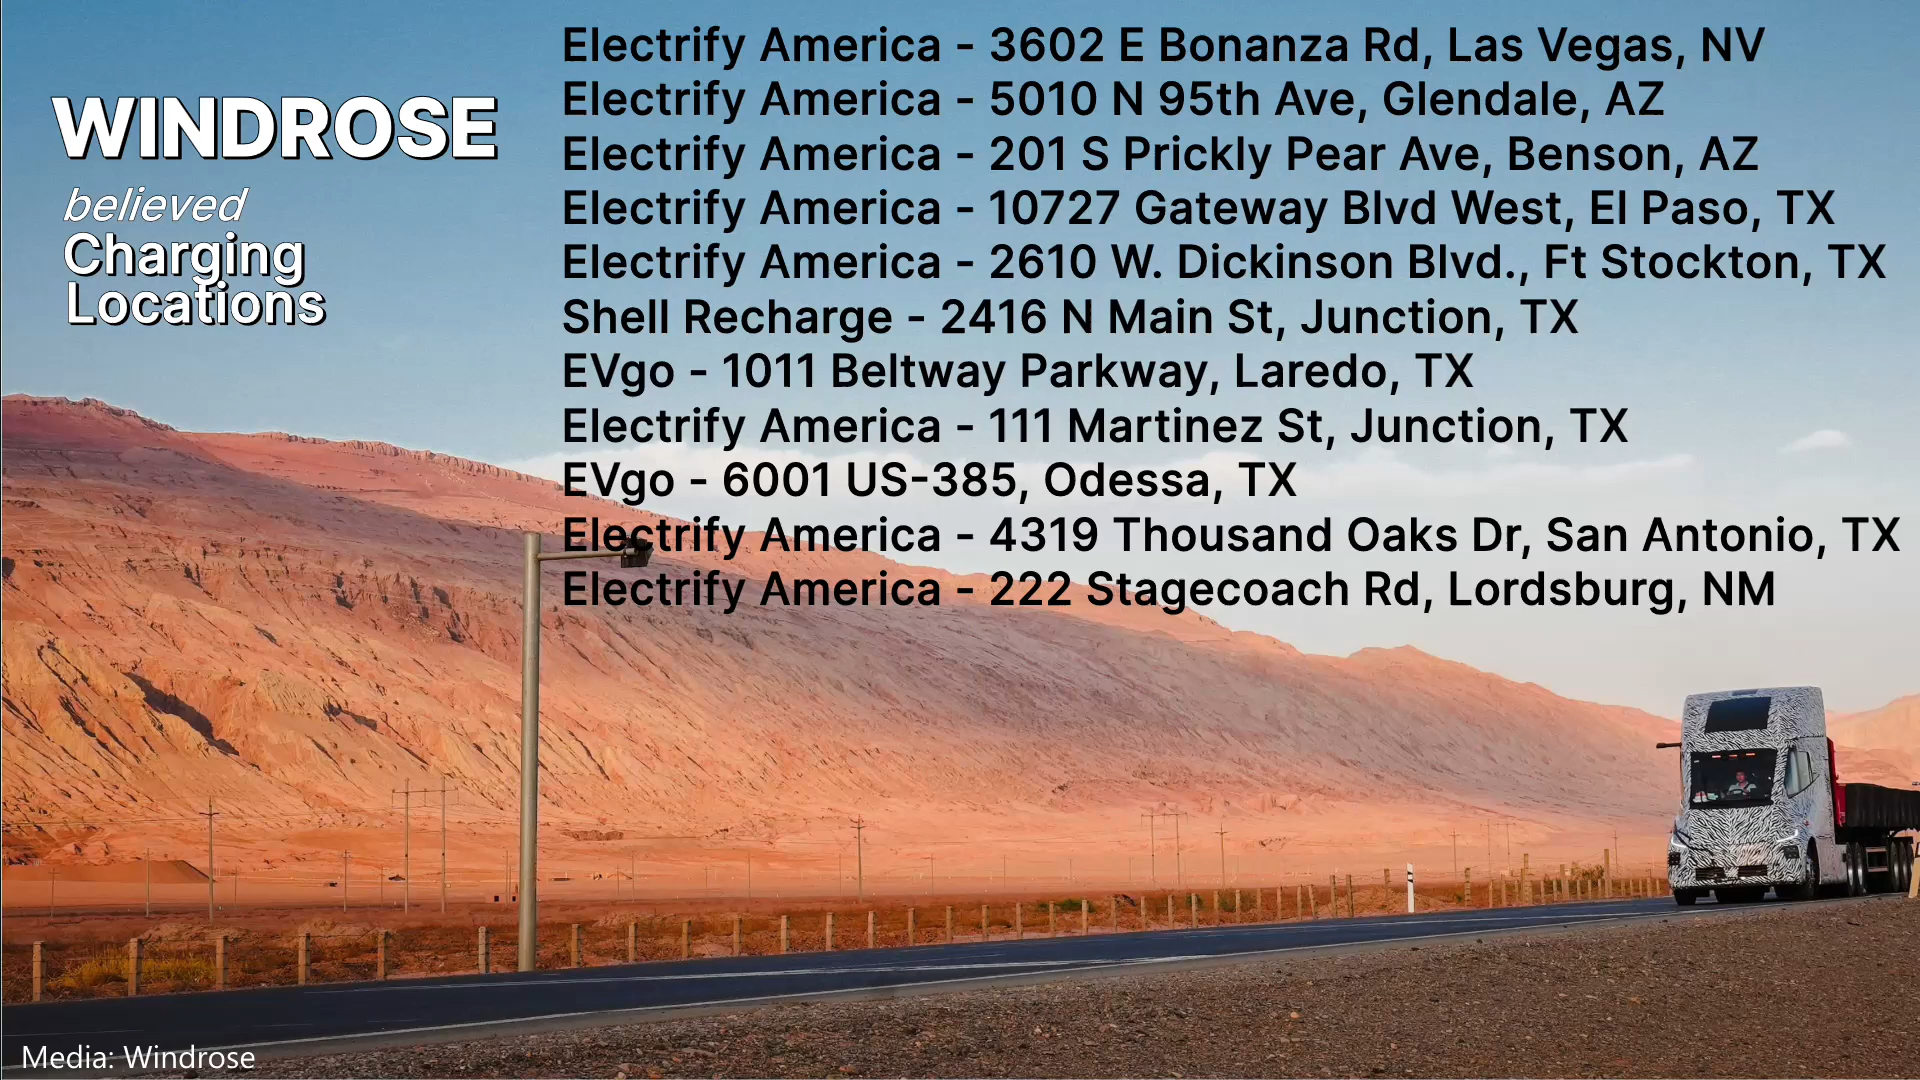 WINDROSE
believed
Charging
Locations
Electrify America - 3602 E Bonanza Rd, Las Vegas, NV
Electrify America - 5010 N 95th Ave, Glendale, AZ
Electrify America - 201 S Prickly Pear Ave, Benson, AZ
Electrify America - 10727 Gateway Blvd West, El Paso, TX
Electrify America - 2610 W. Dickinson Blvd., Ft Stockton, TX
Shell Recharge - 2416 N Main St, Junction, TX
EVgo - 1011 Beltway Parkway, Laredo, TX
Electrify America - 111 Martinez St, Junction, TX
EVgo - 6001 US-385, Odessa, TX
Electrify America - 4319 Thousand Oaks Dr, San Antonio, TX
Electrify America - 222 Stagecoach Rd, Lordsburg, NM
Media: Windrose